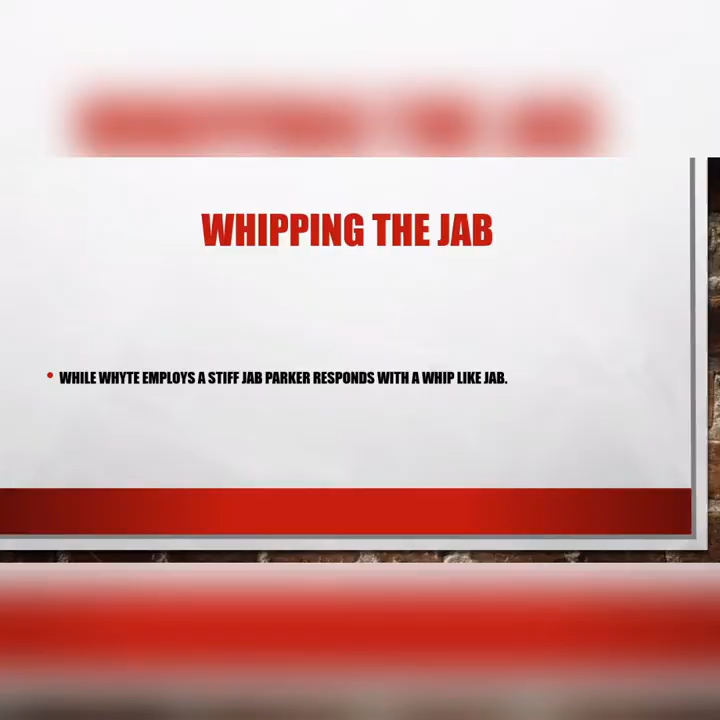 WHIPPING THE JAB
WHILE WHYTE EMPLOYS A STIFF JAB PARKER RESPONDS WITH A WHIP LIKE JAB.